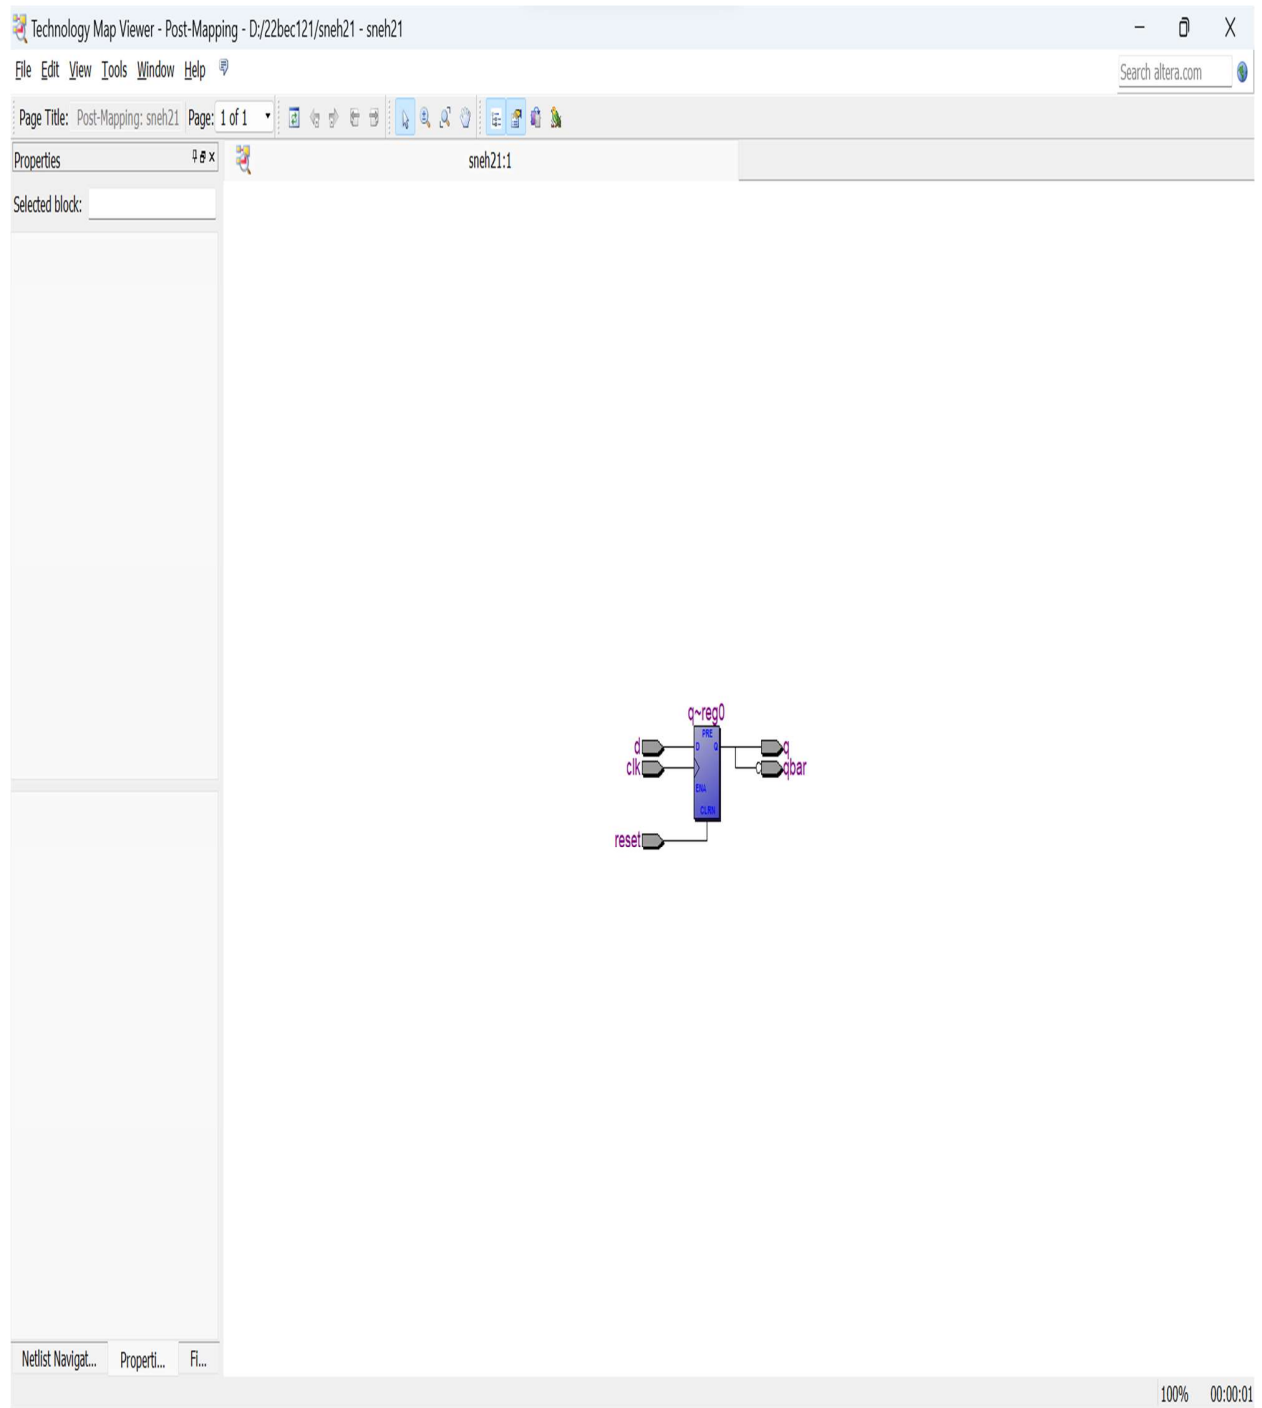 Technology Map Viewer - Post-Mapping - D:/22bec121/sneh21 - sneh21
File Edit View Tools Window Help
Search altera.com
Page Title: Post-Mapping: sneh21 Page: 1 of 1
Properties
sneh21:1
Selected block:
q~reg0
PRE
d D Q q
clk qbar
ENA
CLRN
reset
Netlist Navigat... Properti... Fi...
100% 00:00:01